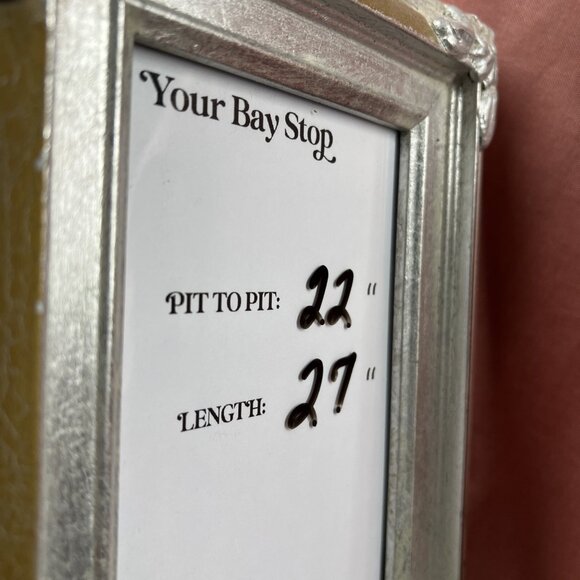 Your Bay Stop
PIT TO PIT: 22 "
LENGTH: 27 "